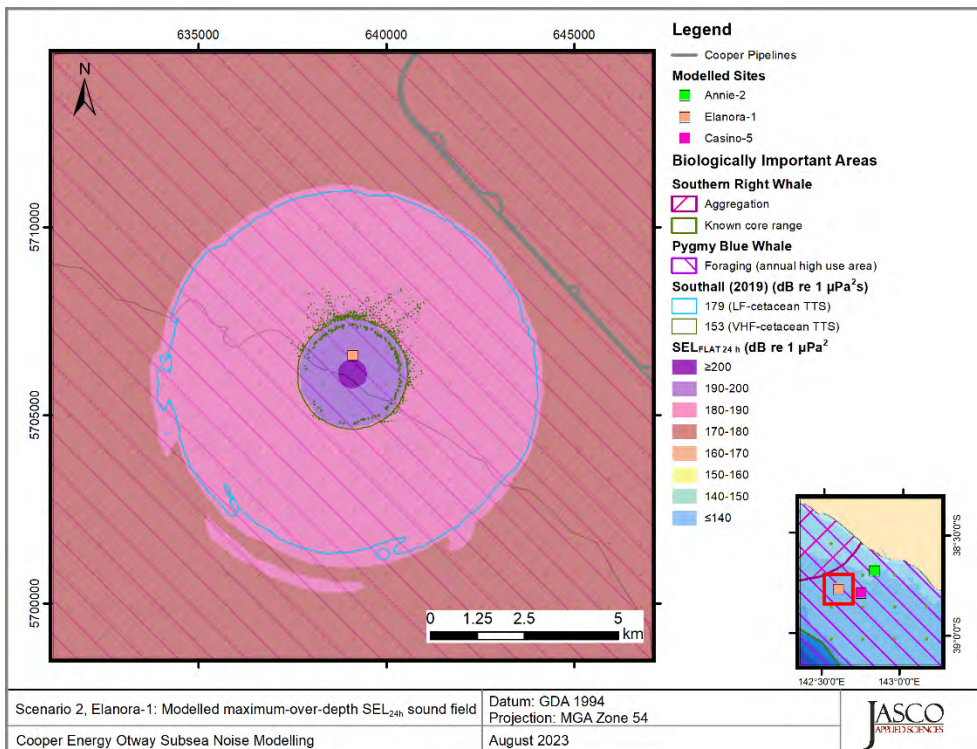 635000 640000 645000
5710000
5705000
5700000
N
0 1.25 2.5 5
km
Legend
Cooper Pipelines
Modelled Sites
Annie-2
Elanora-1
Casino-5
Biologically Important Areas
Southern Right Whale
Aggregation
Known core range
Pygmy Blue Whale
Foraging (annual high use area)
Southall (2019) (dB re 1 µPa²s)
179 (LF-cetacean TTS)
153 (VHF-cetacean TTS)
SELFLAT 24 h (dB re 1 µPa²
≥200
190-200
180-190
170-180
160-170
150-160
140-150
≤140
38°30'S
39°0'S
142°30'0"E 143°0'0"E
Scenario 2, Elanora-1: Modelled maximum-over-depth SEL24h sound field
Datum: GDA 1994
Projection: MGA Zone 54
Cooper Energy Otway Subsea Noise Modelling
August 2023
JASCO
APPLIED SCIENCES